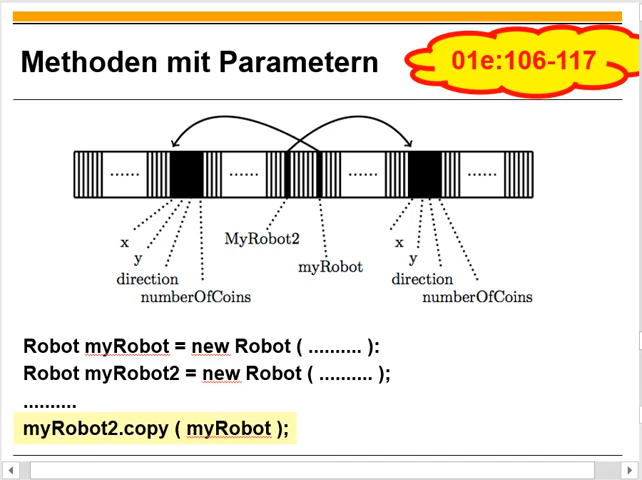 Methoden mit Parametern
01e:106-117
...... ...... ...... ......
MyRobot2
x
x
y
y
myRobot
direction
direction
numberOfCoins
numberOfCoins
Robot myRobot = new Robot ( .......... ):
Robot myRobot2 = new Robot ( .......... );
..........
myRobot2.copy ( myRobot );